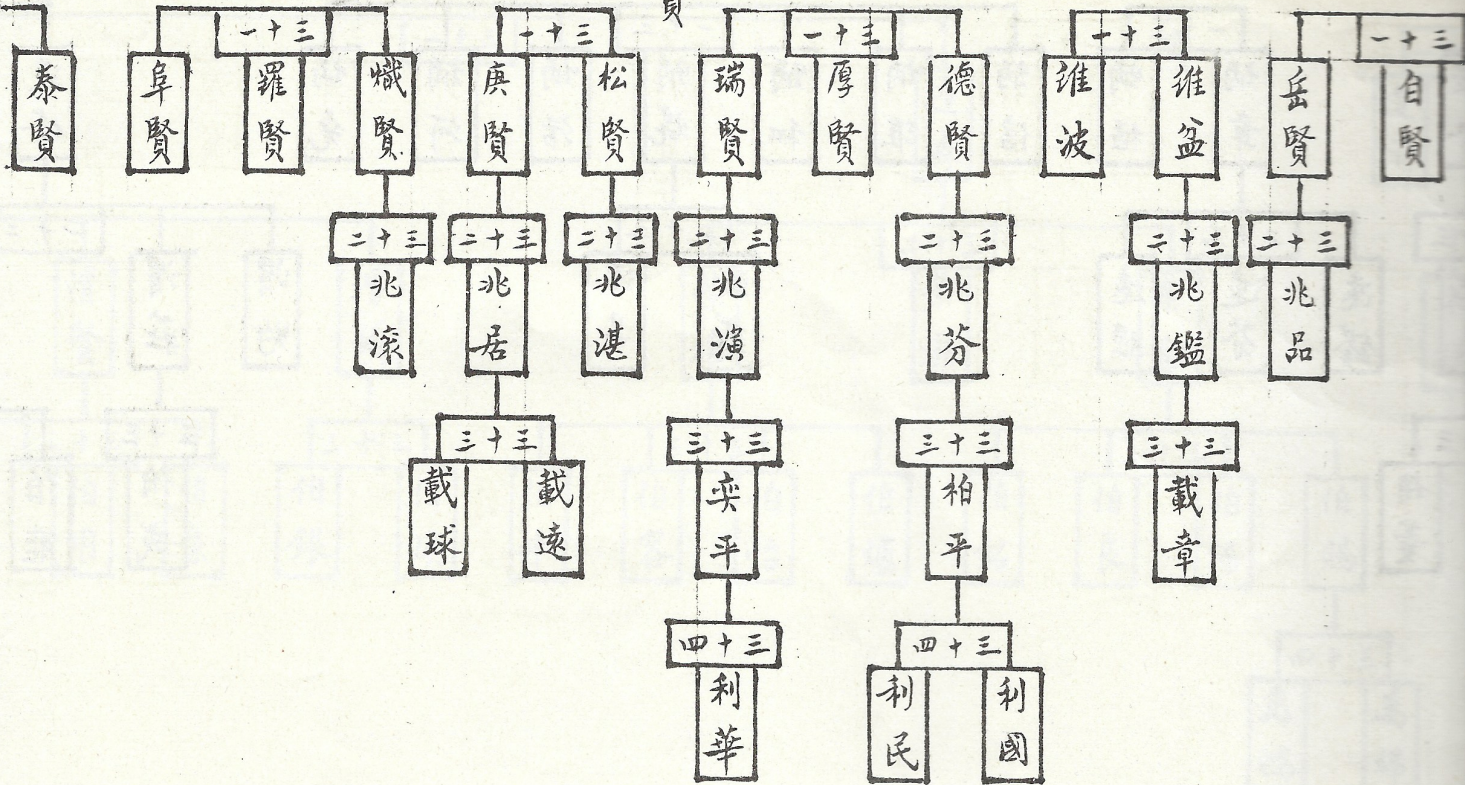 三十一
三十一
三十一
三十一
三十一
自賢
岳賢
維盆
維波
德賢
厚賢
瑞賢
松賢
庚賢
熾賢
羅賢
阜賢
泰賢
三十二
三十二
三十二
三十二
三十二
三十二
三十二
兆品
兆鑑
兆芬
兆演
兆湛
兆居
兆滾
三十三
三十三
三十三
三十三
載章
柏平
奕平
載遠
載球
三十四
三十四
利國
利民
利華